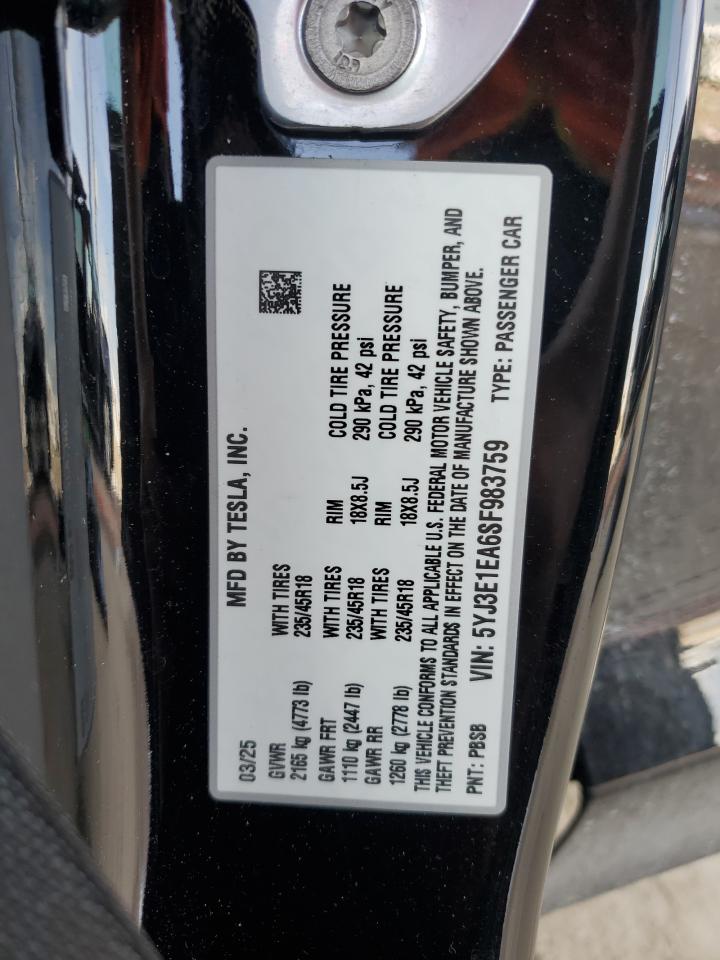 03/25 MFD BY TESLA, INC.
GVWR WITH TIRES
2165 kg (4773 lb) 235/45R18
GAWR FRT WITH TIRES RIM COLD TIRE PRESSURE
1110 kg (2447 lb) 235/45R18 18X8.5J 290 kPa, 42 psi
GAWR RR WITH TIRES RIM COLD TIRE PRESSURE
1260 kg (2778 lb) 235/45R18 18X8.5J 290 kPa, 42 psi
THIS VEHICLE CONFORMS TO ALL APPLICABLE U.S. FEDERAL MOTOR VEHICLE SAFETY, BUMPER, AND
THEFT PREVENTION STANDARDS IN EFFECT ON THE DATE OF MANUFACTURE SHOWN ABOVE.
PNT: PBSB VIN: 5YJ3E1EA6SF983759 TYPE: PASSENGER CAR